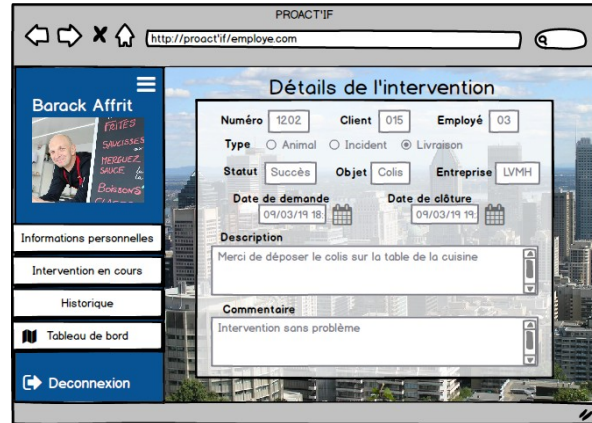 PROACT'IF
http://proact'if/employe.com
Barack Affrit
FRITES
SAUCISSES
MERGUEZ
SAUCE
BOISSONS
Informations personnelles
Intervention en cours
Historique
Tableau de bord
Deconnexion
Détails de l'intervention
Numéro 1202 Client 015 Employé 03
Type Animal Incident Livraison
Statut Succès Objet Colis Entreprise LVMH
Date de demande Date de clôture
09/03/19 18: 09/03/19 19:
Description
Merci de déposer le colis sur la table de la cuisine
Commentaire
Intervention sans problème